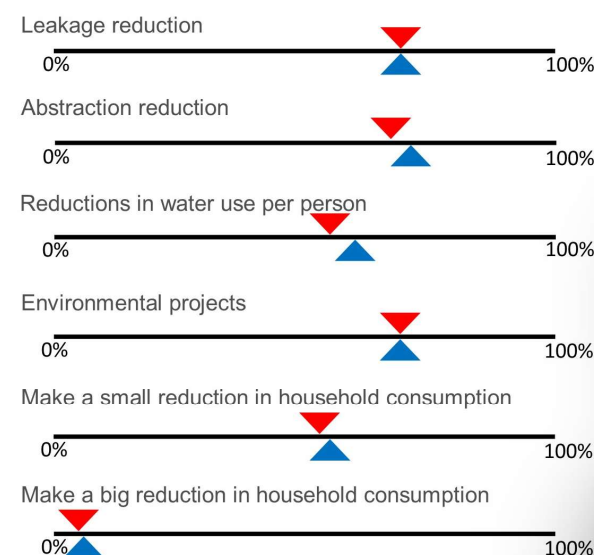 Leakage reduction
0% 100%
Abstraction reduction
0% 100%
Reductions in water use per person
0% 100%
Environmental projects
0% 100%
Make a small reduction in household consumption
0% 100%
Make a big reduction in household consumption
0% 100%